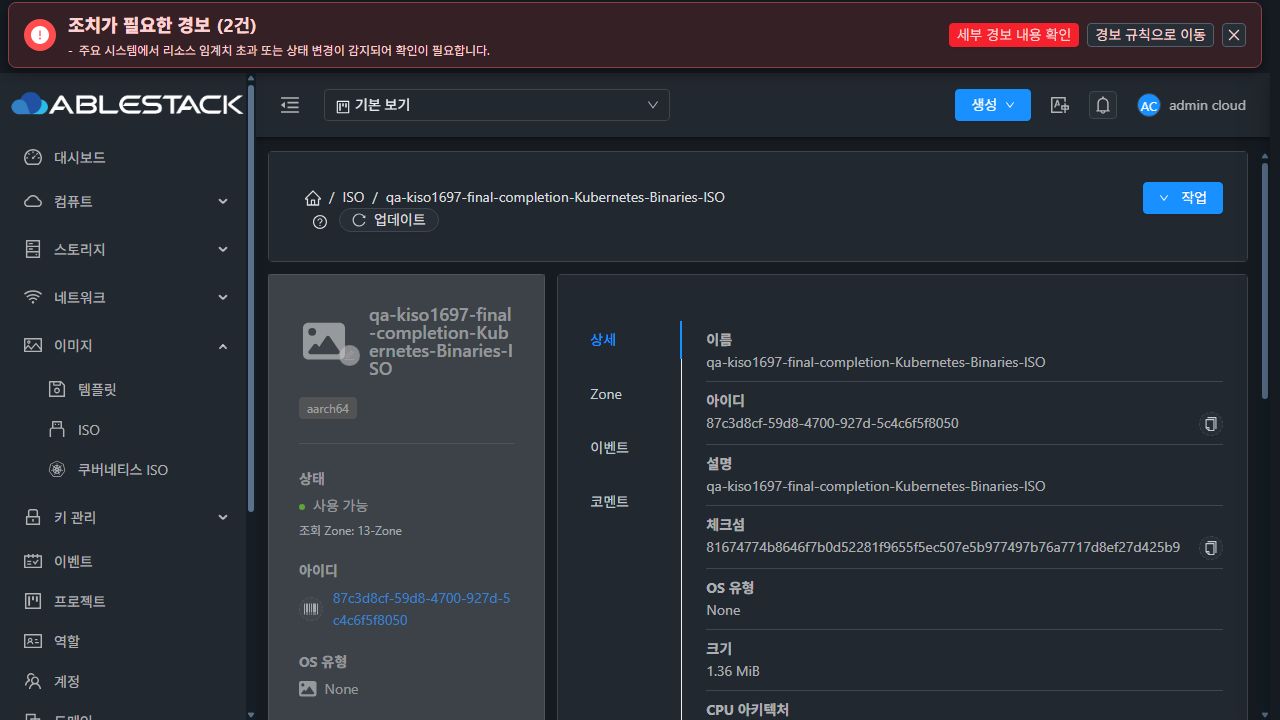 조치가 필요한 경보 (2건)
- 주요 시스템에서 리소스 임계치 초과 또는 상태 변경이 감지되어 확인이 필요합니다.
세부 경보 내용 확인
경보 규칙으로 이동
ABLESTACK
기본 보기
생성
AC
admin cloud
대시보드
컴퓨트
스토리지
네트워크
이미지
템플릿
ISO
쿠버네티스 ISO
키 관리
이벤트
프로젝트
역할
계정
도메인
/ ISO / qa-kiso1697-final-completion-Kubernetes-Binaries-ISO
업데이트
작업
qa-kiso1697-final
-completion-Kub
ernetes-Binaries-I
SO
aarch64
상태
사용 가능
조회 Zone: 13-Zone
아이디
87c3d8cf-59d8-4700-927d-5
c4c6f5f8050
OS 유형
None
상세
Zone
이벤트
코멘트
이름
qa-kiso1697-final-completion-Kubernetes-Binaries-ISO
아이디
87c3d8cf-59d8-4700-927d-5c4c6f5f8050
설명
qa-kiso1697-final-completion-Kubernetes-Binaries-ISO
체크섬
81674774b8646f7b0d52281f9655f5ec507e5b977497b76a7717d8ef27d425b9
OS 유형
None
크기
1.36 MiB
CPU 아키텍처